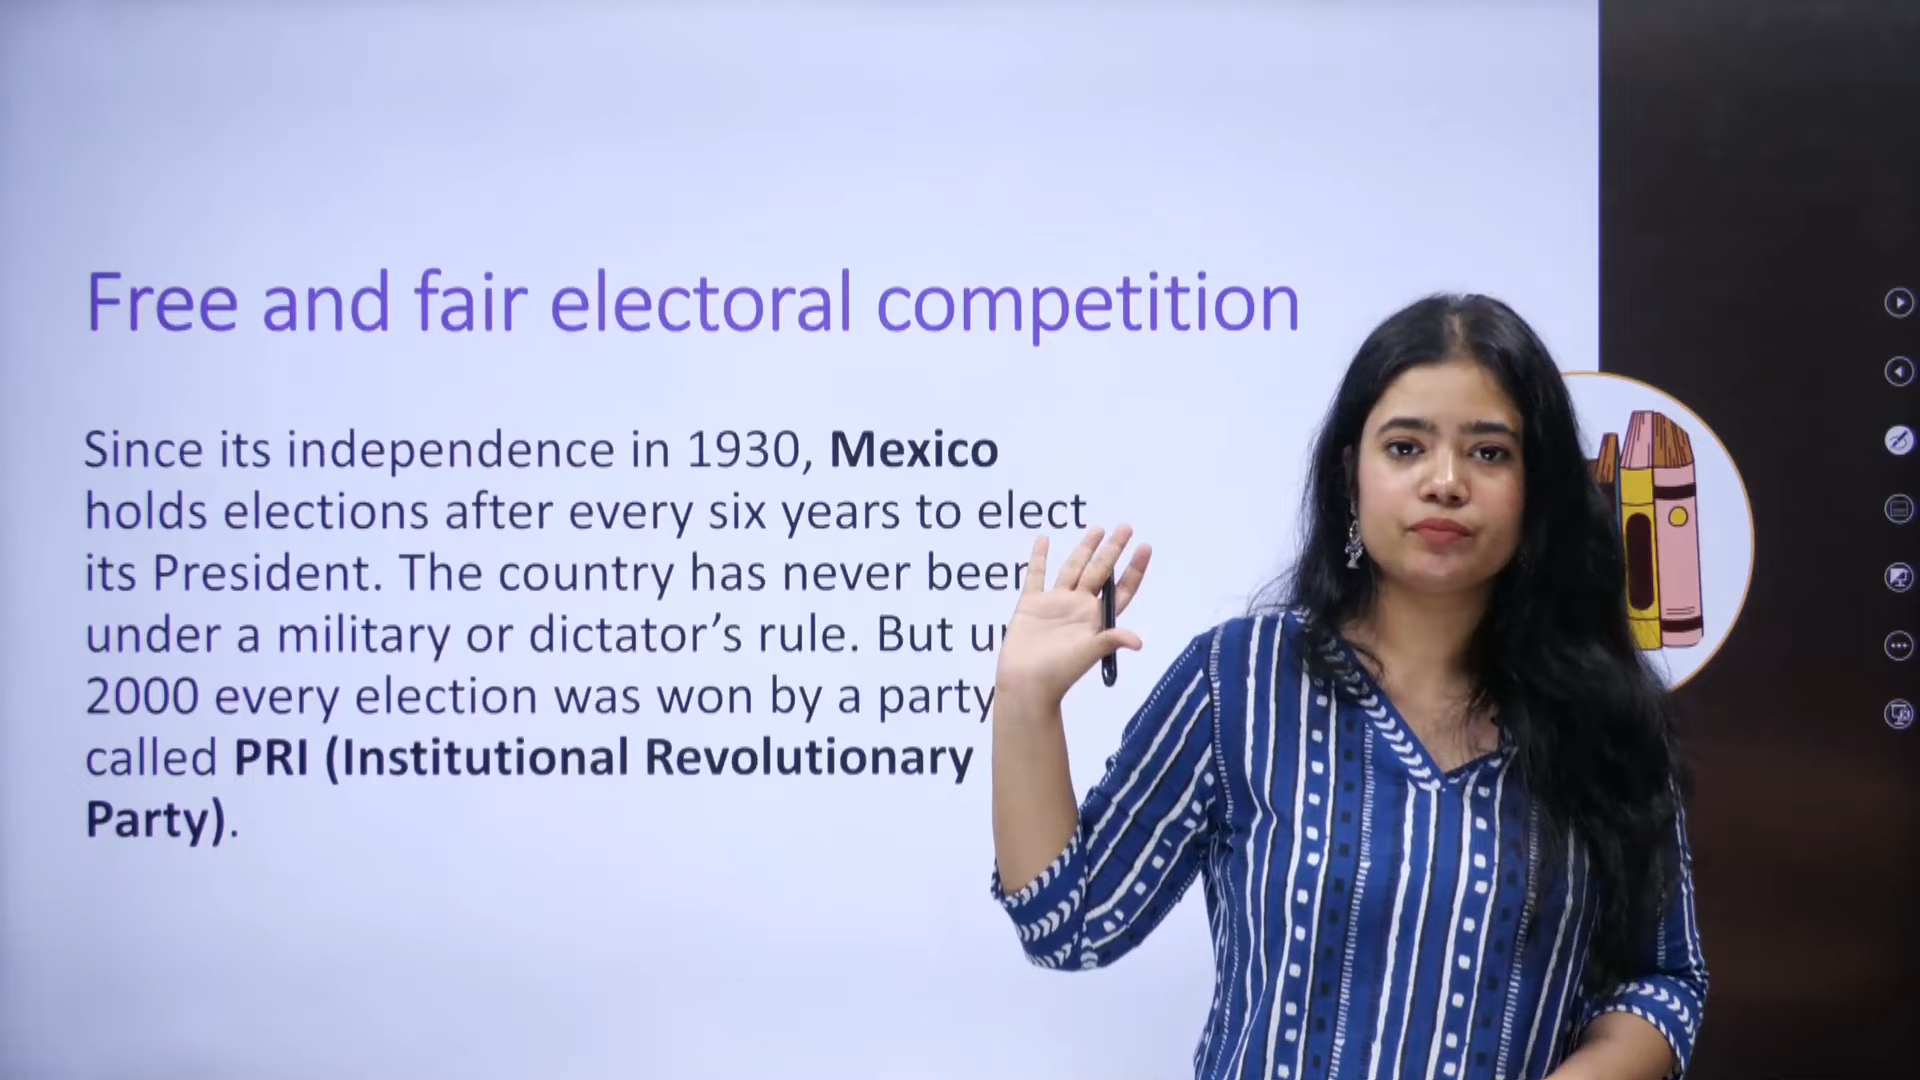 Free and fair electoral competition
Since its independence in 1930, Mexico
holds elections after every six years to elect
its President. The country has never been
under a military or dictator’s rule. But
2000 every election was won by a party
called PRI (Institutional Revolutionary
Party).